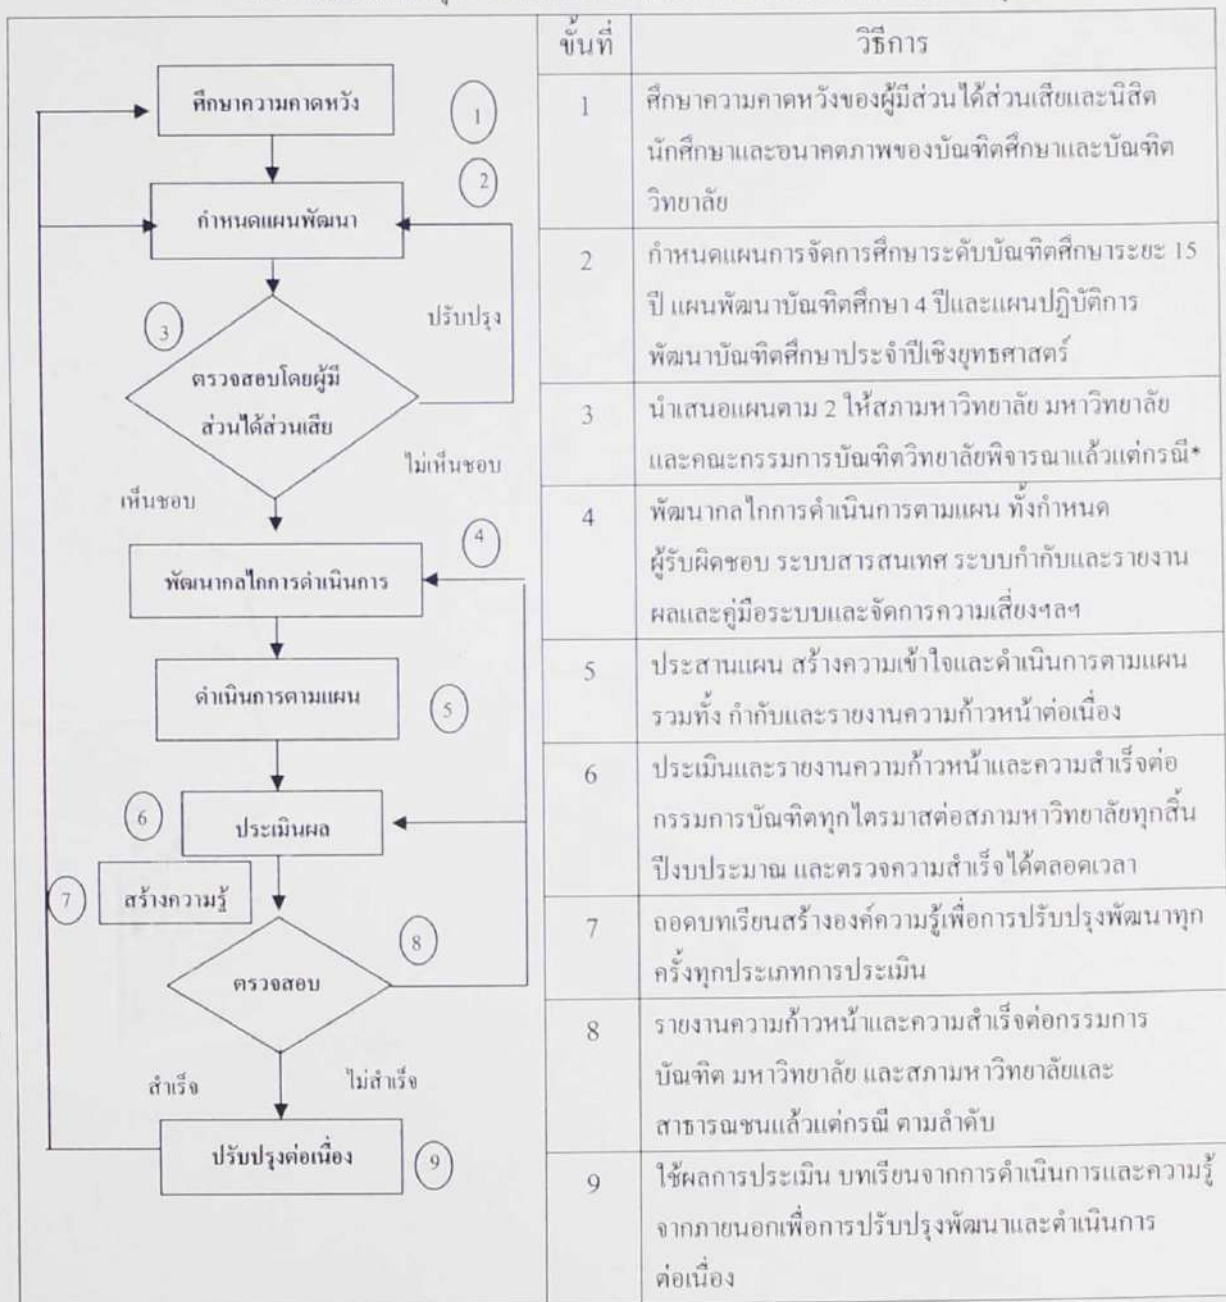 ขั้นที่
วิธีการ
ศึกษาความคาดหวัง
1
กำหนดแผนพัฒนา
2
3
ปรับปรุง
ตรวจสอบโดยผู้มี
ส่วนได้ส่วนเสีย
ไม่เห็นชอบ
เห็นชอบ
4
พัฒนากลไกการดำเนินการ
ดำเนินการตามแผน
5
6
ประเมินผล
7
สร้างความรู้
8
ตรวจสอบ
สำเร็จ
ไม่สำเร็จ
ปรับปรุงต่อเนื่อง
9
1
ศึกษาความคาดหวังของผู้มีส่วนได้ส่วนเสียและนิสิต
นักศึกษาและอนาคตภาพของบัณฑิตศึกษาและบัณฑิต
วิทยาลัย
2
กำหนดแผนการจัดการศึกษาระดับบัณฑิตศึกษาระยะ 15
ปี แผนพัฒนาบัณฑิตศึกษา 4 ปีและแผนปฏิบัติการ
พัฒนาบัณฑิตศึกษาประจำปีเชิงยุทธศาสตร์
3
นำเสนอแผนตาม 2 ให้สภามหาวิทยาลัย มหาวิทยาลัย
และคณะกรรมการบัณฑิตวิทยาลัยพิจารณาแล้วแต่กรณี*
4
พัฒนากลไกการดำเนินการตามแผน ทั้งกำหนด
ผู้รับผิดชอบ ระบบสารสนเทศ ระบบกำกับและรายงาน
ผลและคู่มือระบบและจัดการความเสี่ยงฯลฯ
5
ประสานแผน สร้างความเข้าใจและดำเนินการตามแผน
รวมทั้ง กำกับและรายงานความก้าวหน้าต่อเนื่อง
6
ประเมินและรายงานความก้าวหน้าและความสำเร็จต่อ
กรรมการบัณฑิตทุกไตรมาสต่อสภามหาวิทยาลัยทุกสิ้น
ปีงบประมาณ และตรวจความสำเร็จได้ตลอดเวลา
7
ถอดบทเรียนสร้างองค์ความรู้เพื่อการปรับปรุงพัฒนาทุก
ครั้งทุกประเภทการประเมิน
8
รายงานความก้าวหน้าและความสำเร็จต่อกรรมการ
บัณฑิต มหาวิทยาลัย และสภามหาวิทยาลัยและ
สาธารณชนแล้วแต่กรณี ตามลำดับ
9
ใช้ผลการประเมิน บทเรียนจากการดำเนินการและความรู้
จากภายนอกเพื่อการปรับปรุงพัฒนาและดำเนินการ
ต่อเนื่อง